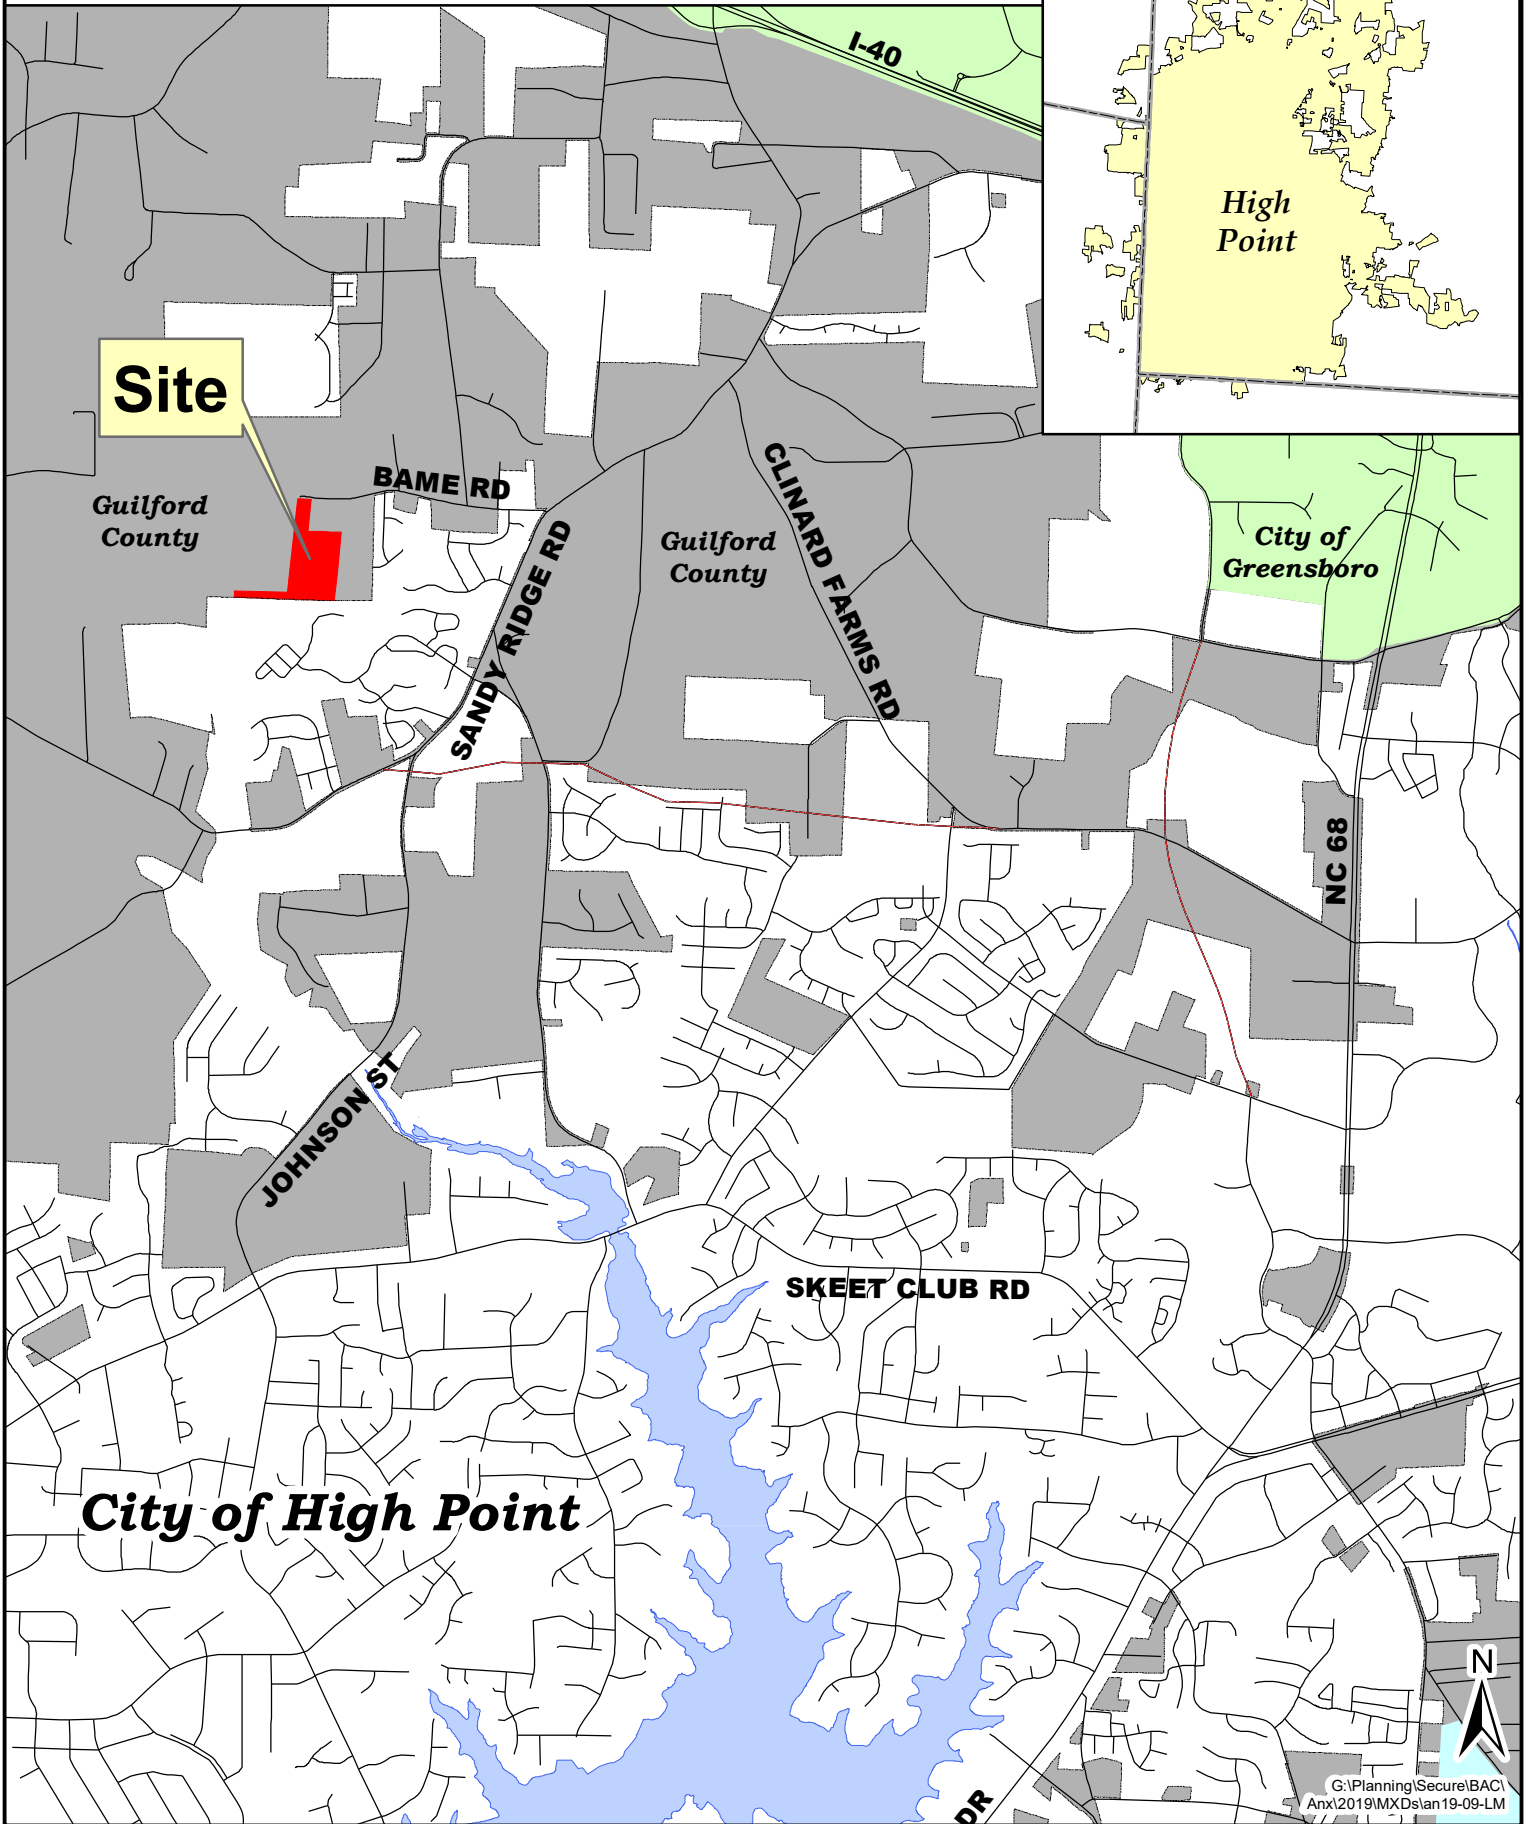 I-40
High
Point
Site
BAME RD
Guilford
County
SANDY RIDGE RD
Guilford
County
CLINARD FARMS RD
City of
Greensboro
NC 68
JOHNSON ST
SKEET CLUB RD
City of High Point
DR
N
G:\Planning\Secure\BAC\
Anx\2019\MXDs\an19-09-LM